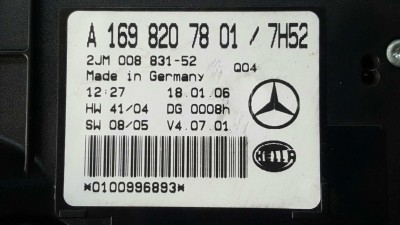 A 169 820 78 01 / 7H52
2JM 008 831-52 Q04
Made in Germany
12:27 18.01.06
HW 41/04 DG 0008h
SW 08/05 V4.07.01
HELLA
*0100996893*